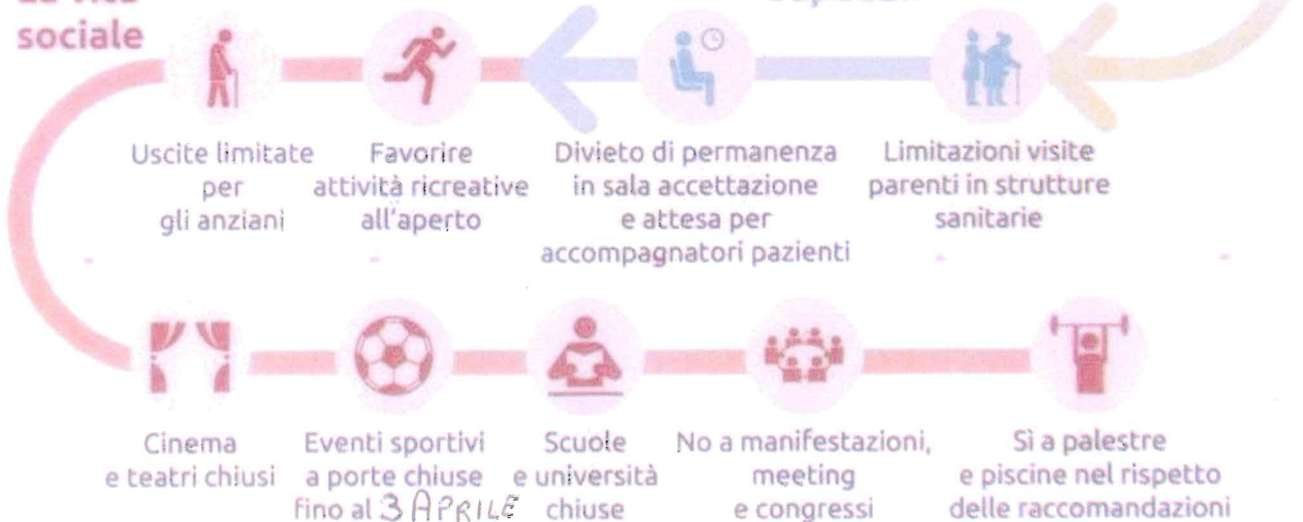 sociale
Uscite limitate
per
gli anziani
Favorire
attività ricreative
all'aperto
Divieto di permanenza
in sala accettazione
e attesa per
accompagnatori pazienti
Limitazioni visite
parenti in strutture
sanitarie
Cinema
e teatri chiusi
Eventi sportivi
a porte chiuse
fino al 3 APRILE
Scuole
e università
chiuse
No a manifestazioni,
meeting
e congressi
Sì a palestre
e piscine nel rispetto
delle raccomandazioni